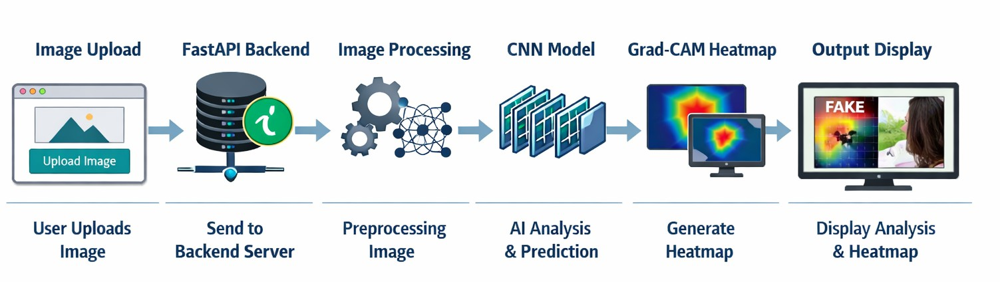 Image Upload
FastAPI Backend
Image Processing
CNN Model
Grad-CAM Heatmap
Output Display
Upload Image
FAKE
User Uploads
Image
Send to
Backend Server
Preprocessing
Image
AI Analysis
& Prediction
Generate
Heatmap
Display Analysis
& Heatmap